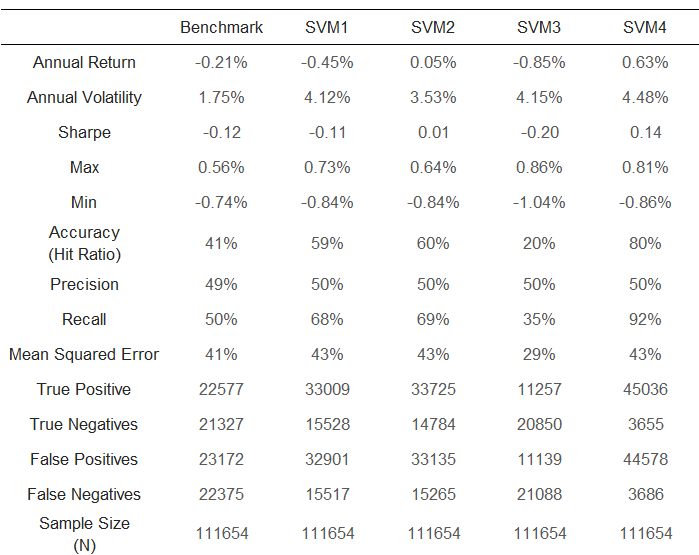 Benchmark SVM1 SVM2 SVM3 SVM4
Annual Return -0.21% -0.45% 0.05% -0.85% 0.63%
Annual Volatility 1.75% 4.12% 3.53% 4.15% 4.48%
Sharpe -0.12 -0.11 0.01 -0.20 0.14
Max 0.56% 0.73% 0.64% 0.86% 0.81%
Min -0.74% -0.84% -0.84% -1.04% -0.86%
Accuracy
(Hit Ratio) 41% 59% 60% 20% 80%
Precision 49% 50% 50% 50% 50%
Recall 50% 68% 69% 35% 92%
Mean Squared Error 41% 43% 43% 29% 43%
True Positive 22577 33009 33725 11257 45036
True Negatives 21327 15528 14784 20850 3655
False Positives 23172 32901 33135 11139 44578
False Negatives 22375 15517 15265 21088 3686
Sample Size
(N) 111654 111654 111654 111654 111654